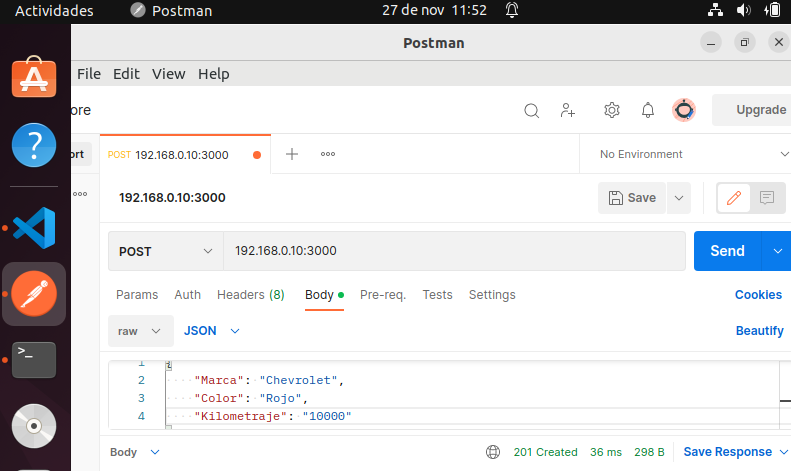 Actividades Postman 27 de nov 11:52
Postman
File Edit View Help
ore
Upgrade
ort POST 192.168.0.10:3000 No Environment
192.168.0.10:3000 Save
POST 192.168.0.10:3000 Send
Params Auth Headers (8) Body Pre-req. Tests Settings Cookies
raw JSON Beautify
1 {
2 "Marca": "Chevrolet",
3 "Color": "Rojo",
4 "Kilometraje": "10000"
Body 201 Created 36 ms 298 B Save Response